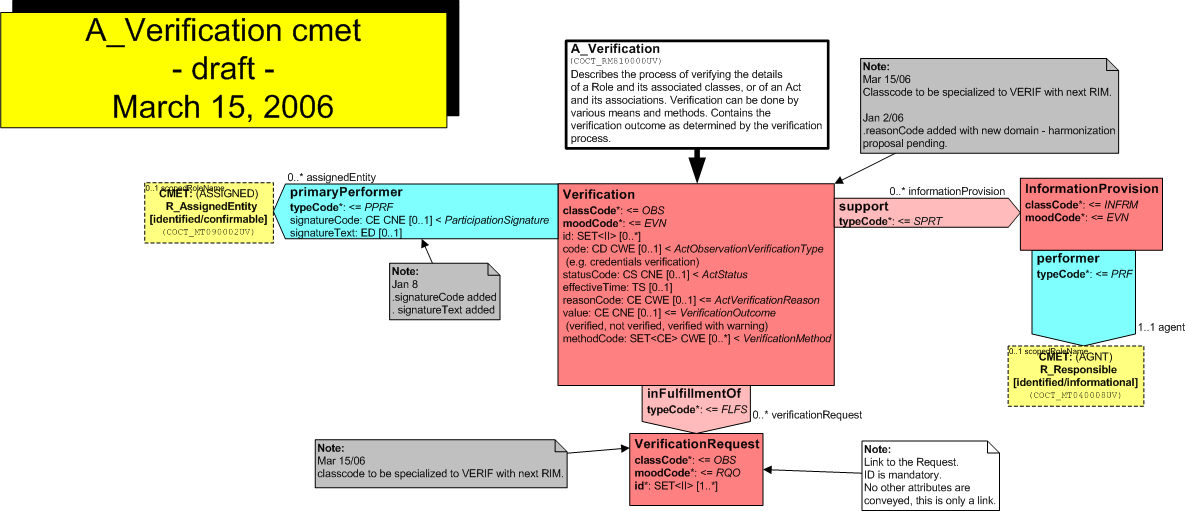 A_Verification cmet
- draft -
March 15, 2006
A_Verification
(COCT_RM810000UV)
Describes the process of verifying the details
of a Role and its associated classes, or of an Act
and its associations. Verification can be done by
various means and methods. Contains the
verification outcome as determined by the verification
process.
Note:
Mar 15/06
Classcode to be specialized to VERIF with next RIM.
Jan 2/06
.reasonCode added with new domain - harmonization
proposal pending.
0..* assignedEntity
0..1 scopedRoleName
CMET: (ASSIGNED)
R_AssignedEntity
[identified/confirmable]
(COCT_MT090002UV)
primaryPerformer
typeCode*: <= PPRF
signatureCode: CE CNE [0..1] < ParticipationSignature
signatureText: ED [0..1]
Note:
Jan 8
.signatureCode added
. signatureText added
Verification
classCode*: <= OBS
moodCode*: <= EVN
id: SET<II> [0..*]
code: CD CWE [0..1] < ActObservationVerificationType
(e.g. credentials verification)
statusCode: CS CNE [0..1] < ActStatus
effectiveTime: TS [0..1]
reasonCode: CE CWE [0..1] <= ActVerificationReason
value: CE CNE [0..1] <= VerificationOutcome
(verified, not verified, verified with warning)
methodCode: SET<CE> CWE [0..*] < VerificationMethod
0..* informationProvision
support
typeCode*: <= SPRT
InformationProvision
classCode*: <= INFRM
moodCode*: <= EVN
performer
typeCode*: <= PRF
1..1 agent
0..1 scopedRoleName
CMET: (AGNT)
R_Responsible
[identified/informational]
(COCT_MT040008UV)
inFulfillmentOf
typeCode*: <= FLFS
0..* verificationRequest
Note:
Mar 15/06
classcode to be specialized to VERIF with next RIM.
VerificationRequest
classCode*: <= OBS
moodCode*: <= RQO
id*: SET<II> [1..*]
Note:
Link to the Request.
ID is mandatory.
No other attributes are
conveyed, this is only a link.